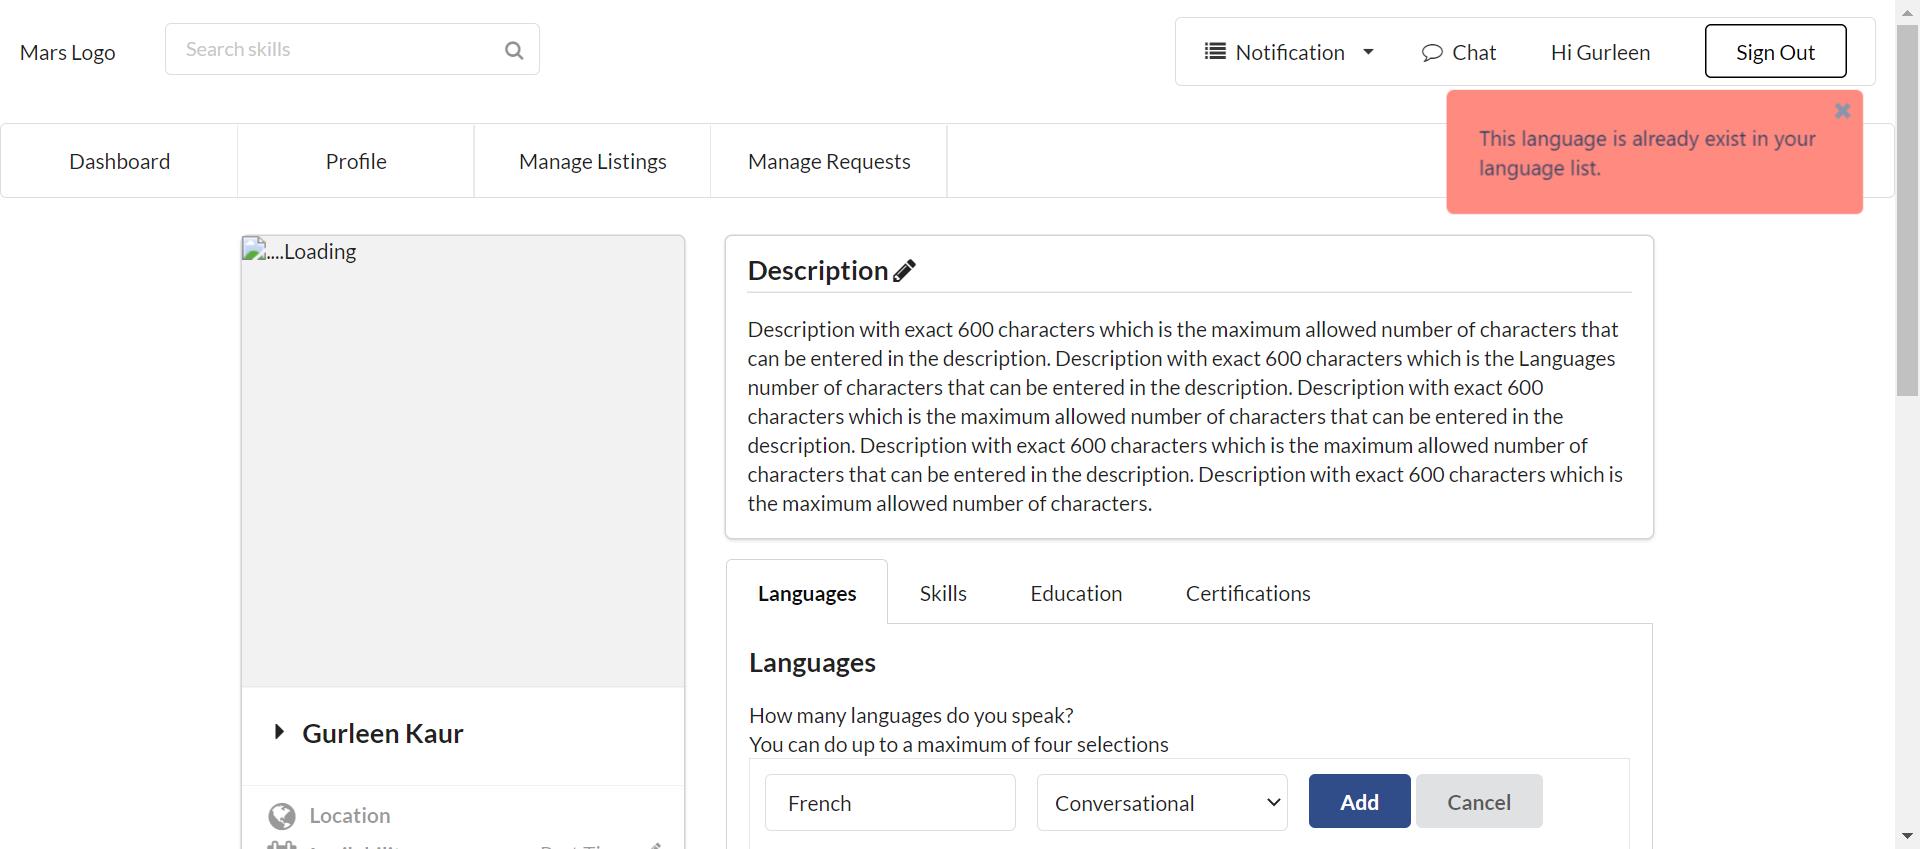 Mars Logo
Search skills
Notification
Chat
Hi Gurleen
Sign Out
This language is already exist in your
language list.
Dashboard
Profile
Manage Listings
Manage Requests
....Loading
Description
Description with exact 600 characters which is the maximum allowed number of characters that
can be entered in the description. Description with exact 600 characters which is the Languages
number of characters that can be entered in the description. Description with exact 600
characters which is the maximum allowed number of characters that can be entered in the
description. Description with exact 600 characters which is the maximum allowed number of
characters that can be entered in the description. Description with exact 600 characters which is
the maximum allowed number of characters.
Languages
Skills
Education
Certifications
Languages
How many languages do you speak?
You can do up to a maximum of four selections
French
Conversational
Add
Cancel
Gurleen Kaur
Location